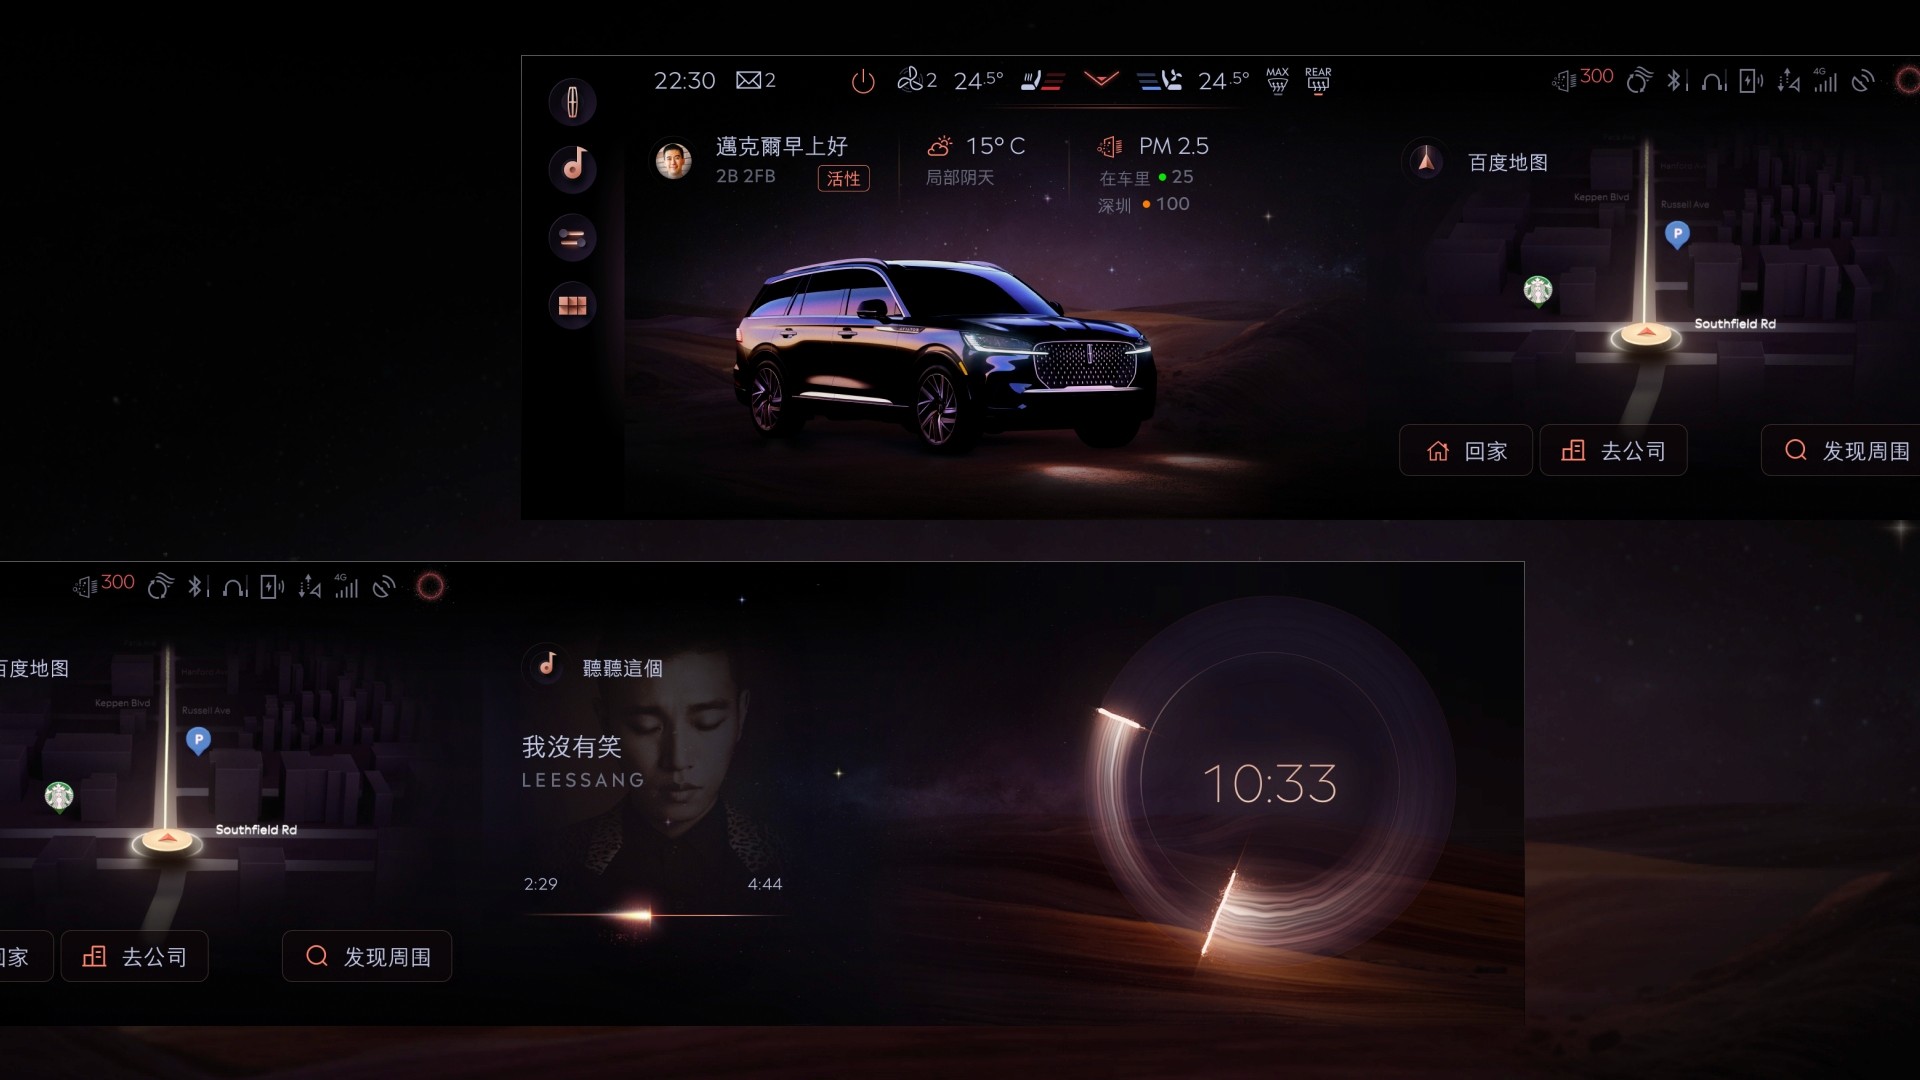 22:30 2 2 24.5° 24.5° MAX REAR 300 4G
邁克爾早上好
2B 2FB 活性
15° C
局部阴天
PM 2.5
在车里 25
深圳 100
百度地图
Keppen Blvd
Russell Ave
P
Southfield Rd
回家 去公司 发现周围
300 4G
百度地图
Keppen Blvd
Russell Ave
P
Southfield Rd
回家 去公司 发现周围
聽聽這個
我沒有笑
LEESSANG
2:29 4:44
10:33